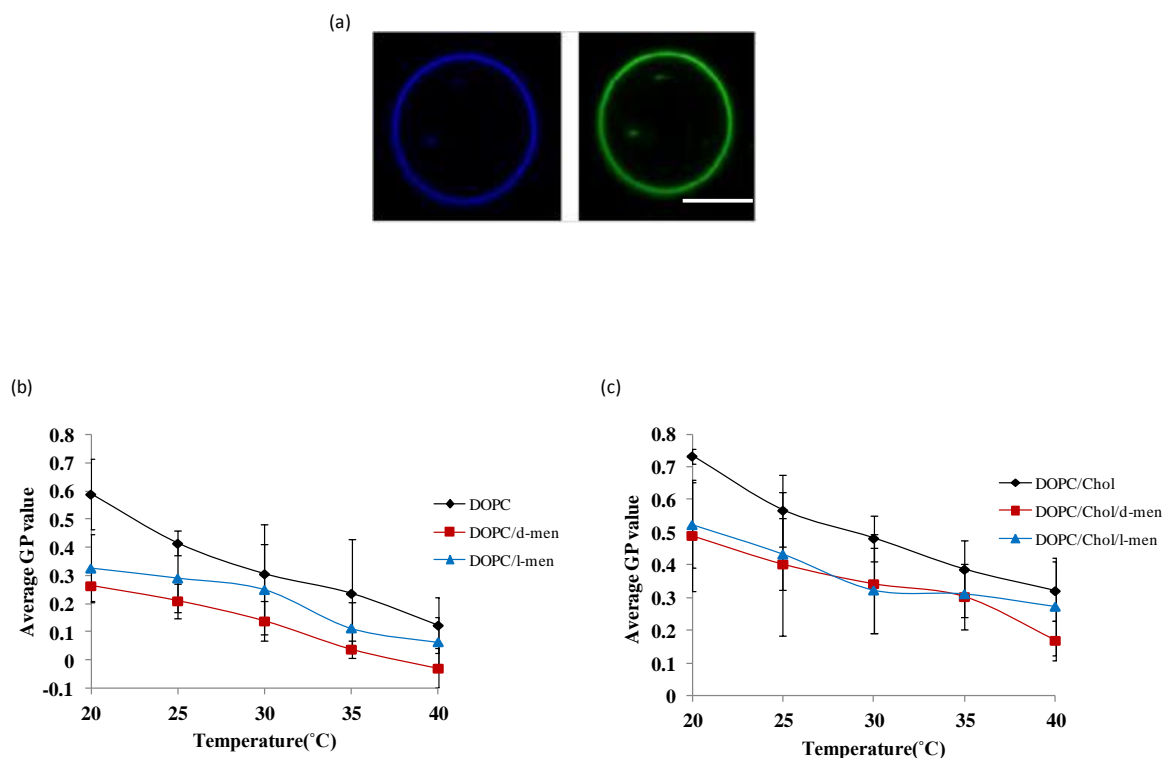 (a)
(b)
0.8
0.7
0.6
0.5
0.4
0.3
0.2
0.1
0
-0.1
Average GP value
20 25 30 35 40
Temperature(˚C)
DOPC
DOPC/d-men
DOPC/l-men
(c)
0.8
0.7
0.6
0.5
0.4
0.3
0.2
0.1
0
Average GP value
20 25 30 35 40
Temperature(˚C)
DOPC/Chol
DOPC/Chol/d-men
DOPC/Chol/l-men